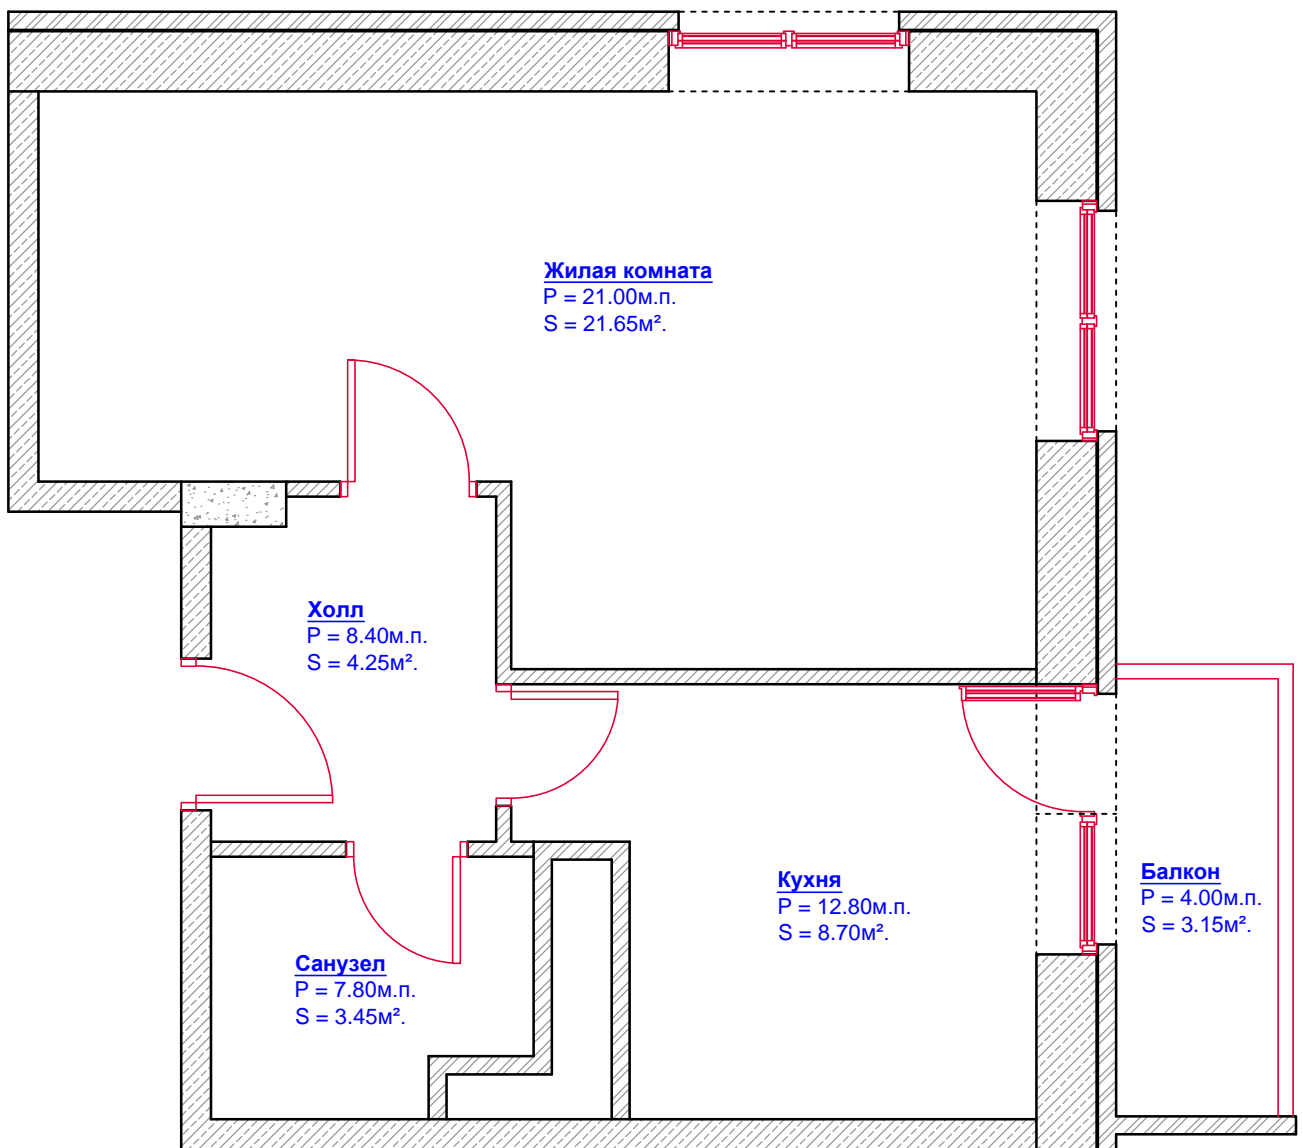 Жилая комната
P = 21.00м.п.
S = 21.65м².
Холл
P = 8.40м.п.
S = 4.25м².
Кухня
P = 12.80м.п.
S = 8.70м².
Балкон
P = 4.00м.п.
S = 3.15м².
Санузел
P = 7.80м.п.
S = 3.45м².